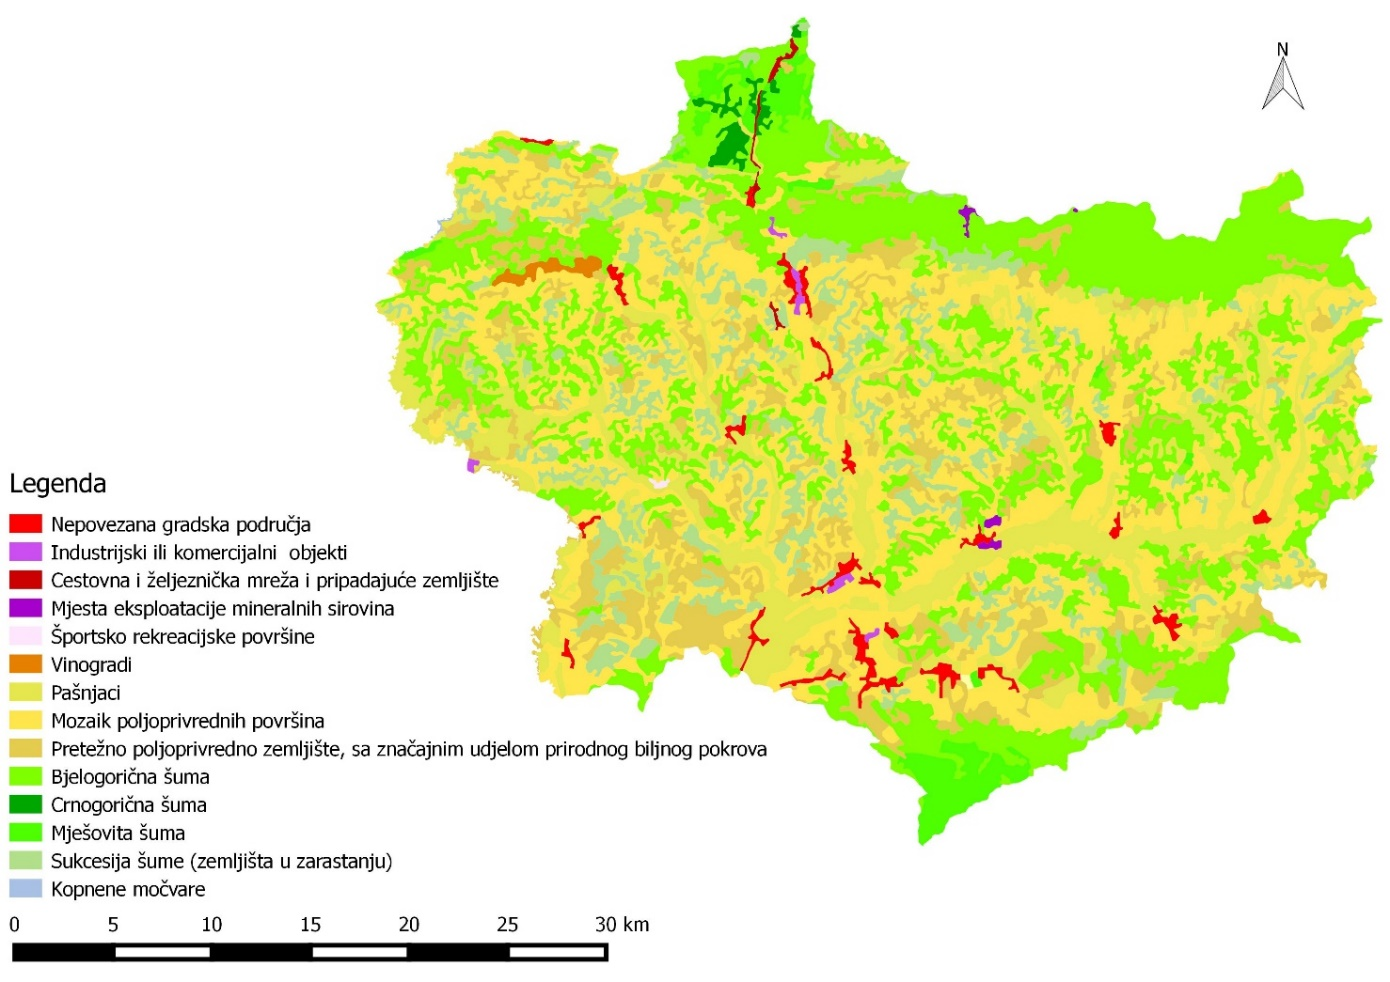 N
Legenda
Nepovezana gradska područja
Industrijski ili komercijalni  objekti
Cestovna i željeznička mreža i pripadajuće zemljište
Mjesta eksploatacije mineralnih sirovina
Športsko rekreacijske površine
Vinogradi
Pašnjaci
Mozaik poljoprivrednih površina
Pretežno poljoprivredno zemljište, sa značajnim udjelom prirodnog biljnog pokrova
Bjelogorična šuma
Crnogorična šuma
Mješovita šuma
Sukcesija šume (zemljišta u zarastanju)
Kopnene močvare
0 5 10 15 20 25 30 km